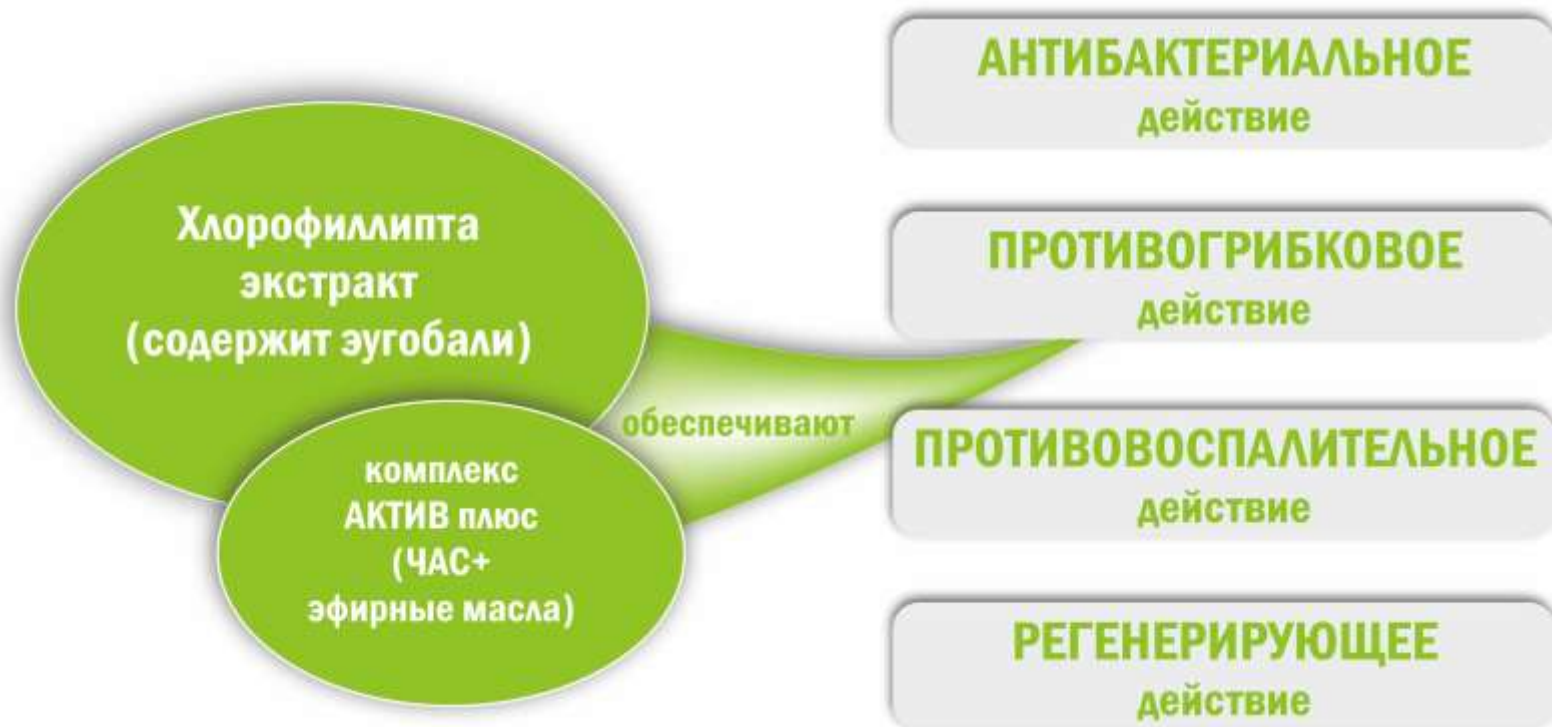 Хлорофиллипта
экстракт
(содержит эугобали)
комплекс
АКТИВ плюс
(ЧАС+
эфирные масла)
обеспечивают
АНТИБАКТЕРИАЛЬНОЕ
действие
ПРОТИВОГРИБКОВОЕ
действие
ПРОТИВОВОСПАЛИТЕЛЬНОЕ
действие
РЕГЕНЕРИРУЮЩЕЕ
действие